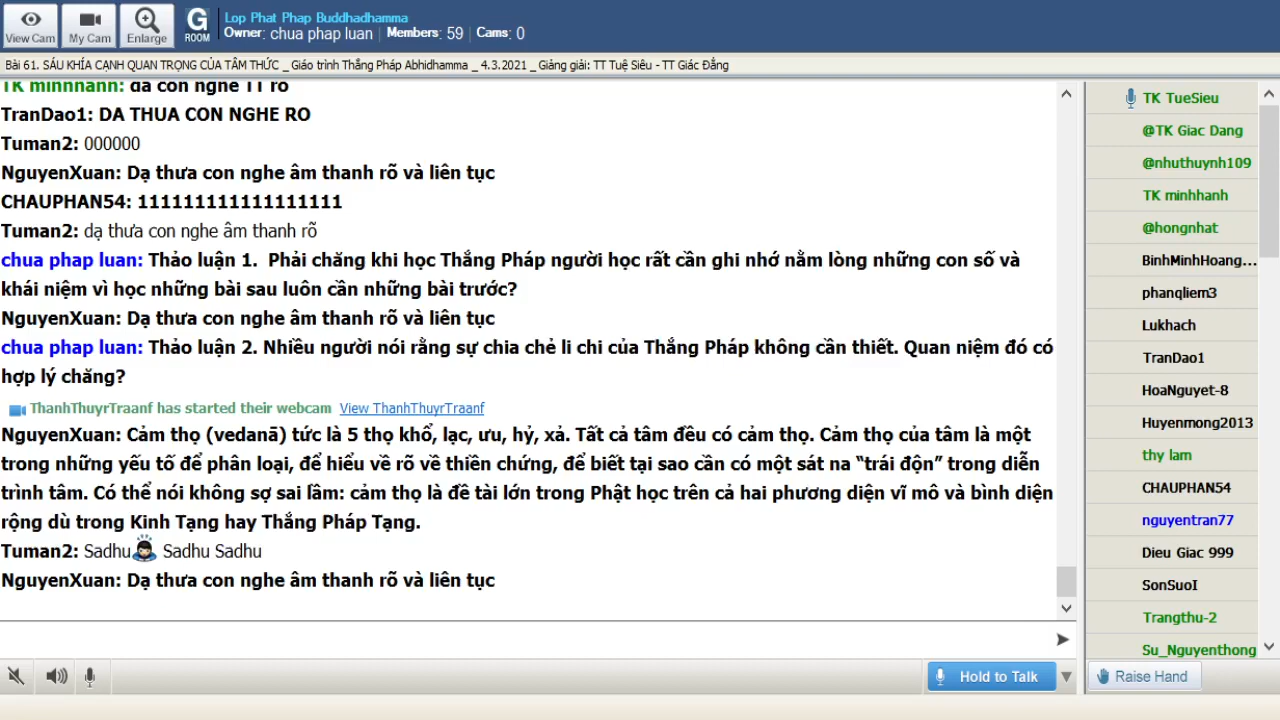 View Cam
My Cam
Enlarge
G
ROOM
Lop Phat Phap Buddhadhamma
Owner: chua phap luan | Members: 59 | Cams: 0
Bài 61. SÁU KHÍA CẠNH QUAN TRỌNG CỦA TÂM THỨC _ Giáo trình Thắng Pháp Abhidhamma _ 4.3.2021 _ Giảng giải: TT Tuệ Siêu - TT Giác Đẳng
TK minhhanh: da con nghe TT ro
TranDao1: DA THUA CON NGHE RO
Tuman2: 000000
NguyenXuan: Dạ thưa con nghe âm thanh rõ và liên tục
CHAUPHAN54: 111111111111111111
Tuman2: dạ thưa con nghe âm thanh rõ
chua phap luan: Thảo luận 1.  Phải chăng khi học Thắng Pháp người học rất cần ghi nhớ nằm lòng những con số và
khái niệm vì học những bài sau luôn cần những bài trước?
NguyenXuan: Dạ thưa con nghe âm thanh rõ và liên tục
chua phap luan: Thảo luận 2. Nhiều người nói rằng sự chia chẻ li chi của Thắng Pháp không cần thiết. Quan niệm đó có
hợp lý chăng?
ThanhThuyrTraanf has started their webcam View ThanhThuyrTraanf
NguyenXuan: Cảm thọ (vedanā) tức là 5 thọ khổ, lạc, ưu, hỷ, xả. Tất cả tâm đều có cảm thọ. Cảm thọ của tâm là một
trong những yếu tố để phân loại, để hiểu về rõ về thiền chứng, để biết tại sao cần có một sát na “trái độn” trong diễn
trình tâm. Có thể nói không sợ sai lầm: cảm thọ là đề tài lớn trong Phật học trên cả hai phương diện vĩ mô và bình diện
rộng dù trong Kinh Tạng hay Thắng Pháp Tạng.
Tuman2: Sadhu Sadhu Sadhu
NguyenXuan: Dạ thưa con nghe âm thanh rõ và liên tục
Hold to Talk
TK TueSieu
@TK Giac Dang
@nhuthuynh109
TK minhhanh
@hongnhat
BinhMinhHoang...
phanqliem3
Lukhach
TranDao1
HoaNguyet-8
Huyenmong2013
thy lam
CHAUPHAN54
nguyentran77
Dieu Giac 999
SonSuoI
Trangthu-2
Su_Nguyenthong
Raise Hand